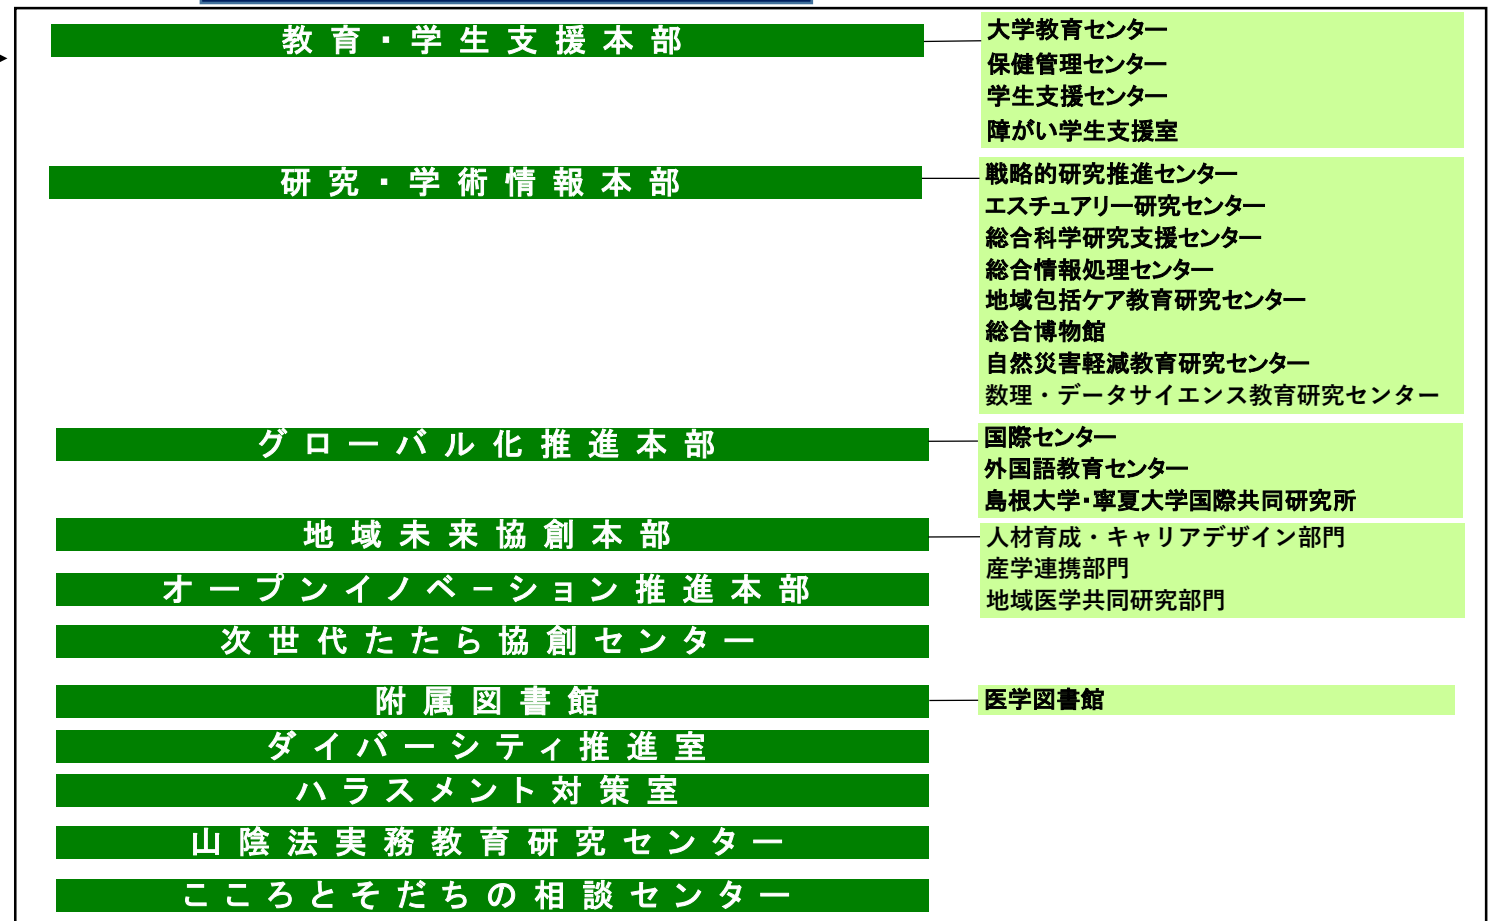 教育・学生支援本部
大学教育センター
保健管理センター
学生支援センター
障がい学生支援室
研究・学術情報本部
戦略的研究推進センター
エスチュアリー研究センター
総合科学研究支援センター
総合情報処理センター
地域包括ケア教育研究センター
総合博物館
自然災害軽減教育研究センター
数理・データサイエンス教育研究センター
グローバル化推進本部
国際センター
外国語教育センター
島根大学・寧夏大学国際共同研究所
地域未来協創本部
人材育成・キャリアデザイン部門
産学連携部門
地域医学共同研究部門
オープンイノベーション推進本部
次世代たたら協創センター
附属図書館
医学図書館
ダイバーシティ推進室
ハラスメント対策室
山陰法実務教育研究センター
こころとそだちの相談センター